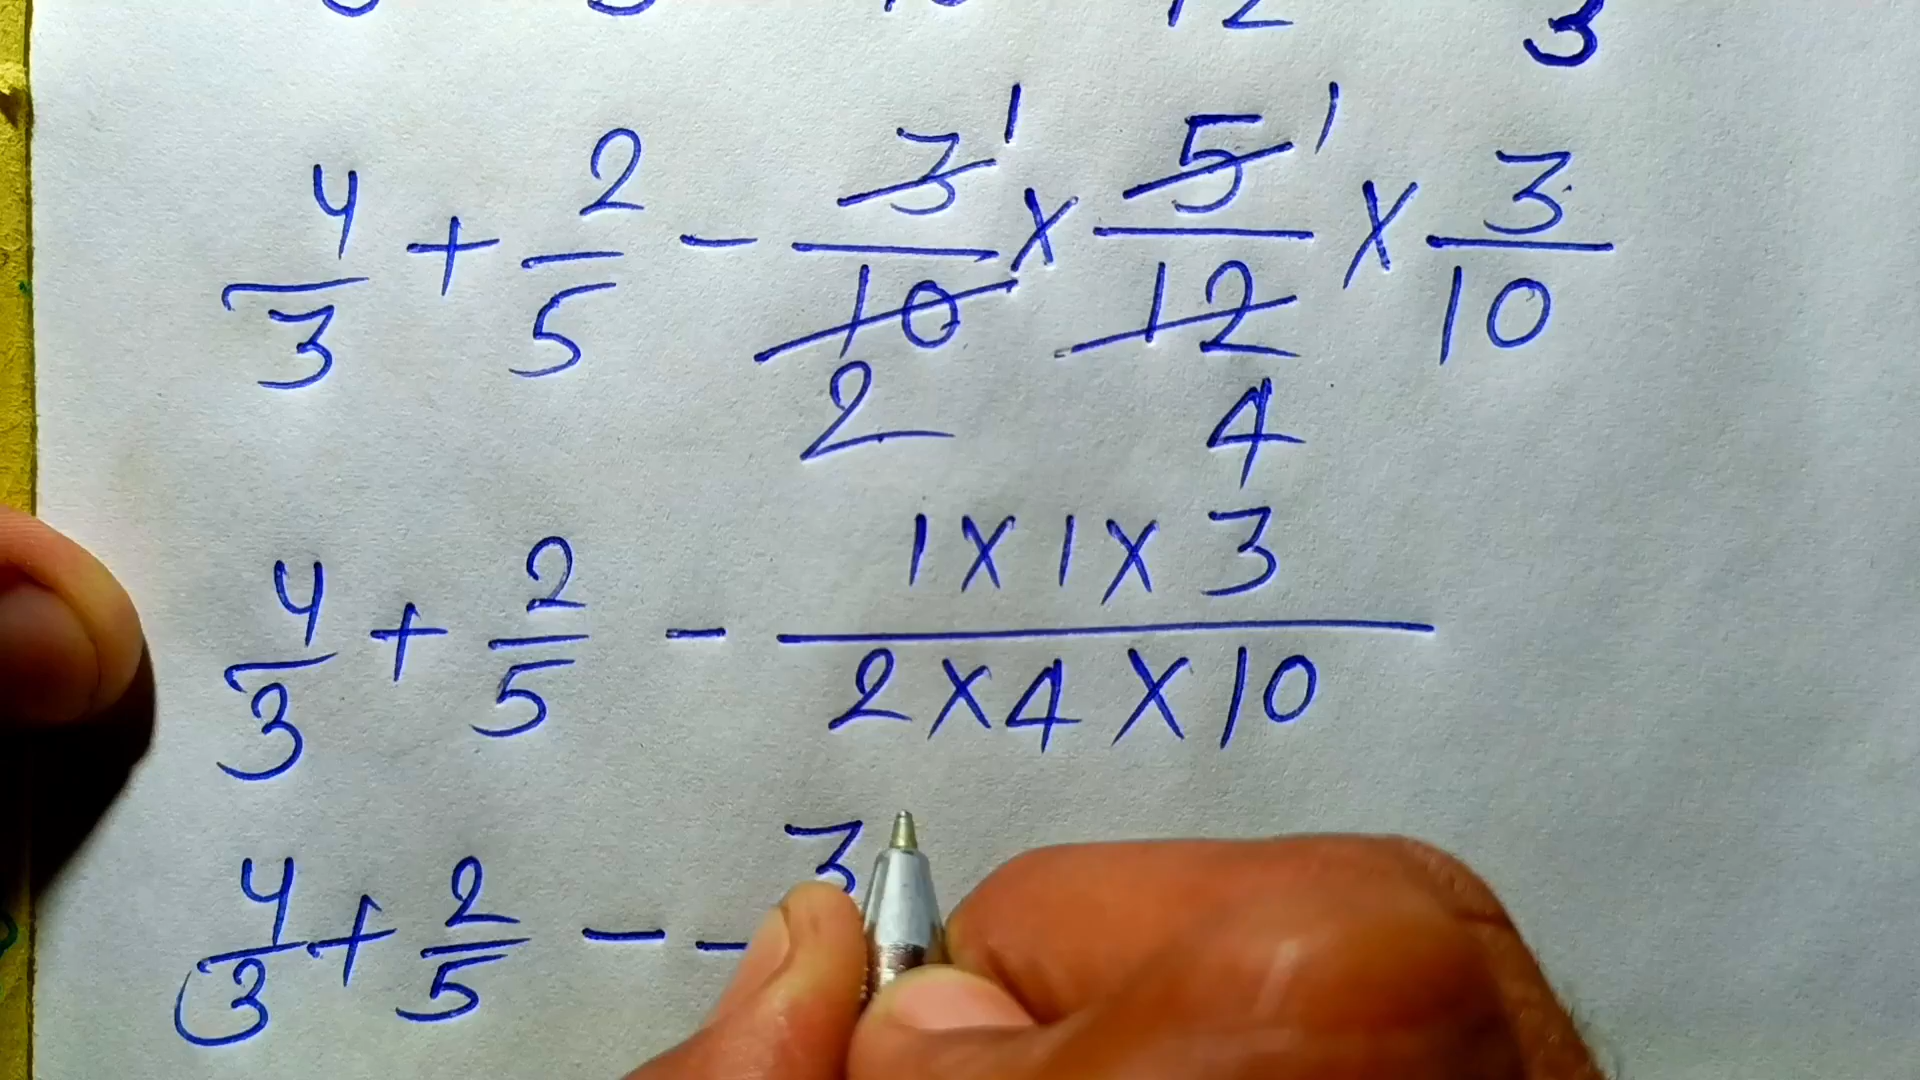 3
4/3 + 2/5 - 3/10 1/2 × 5/12 1/4 × 3/10
4/3 + 2/5 - 1×1×3/2×4×10
4/3 + 2/5 - 3